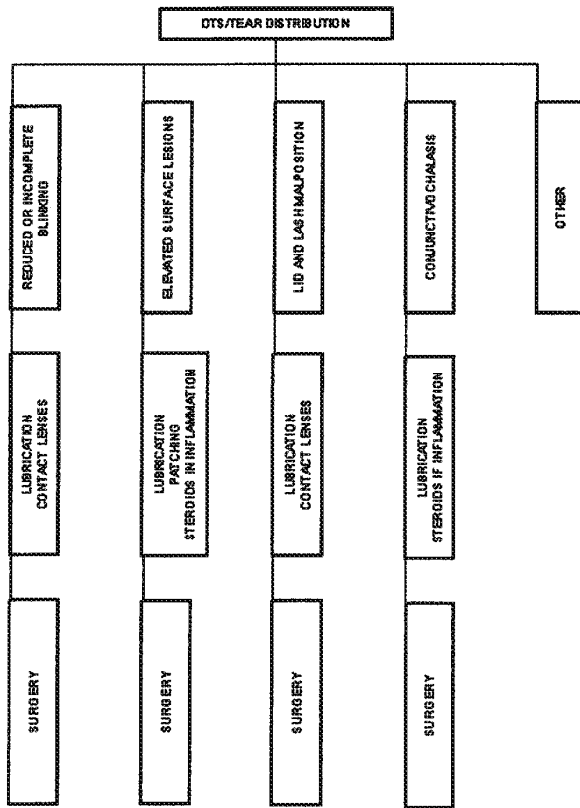 DTS/TEAR DISTRIBUTION
REDUCED OR INCOMPLETE
BLINKING
ELEVATED SURFACE LESIONS
LID AND LASH MALPOSITION
CONJUNCTIVOCHALASIS
OTHER
LUBRICATION
CONTACT LENSES
LUBRICATION
PATCHING
STEROIDS IN INFLAMMATION
LUBRICATION
CONTACT LENSES
LUBRICATION
STEROIDS IF INFLAMMATION
SURGERY
SURGERY
SURGERY
SURGERY